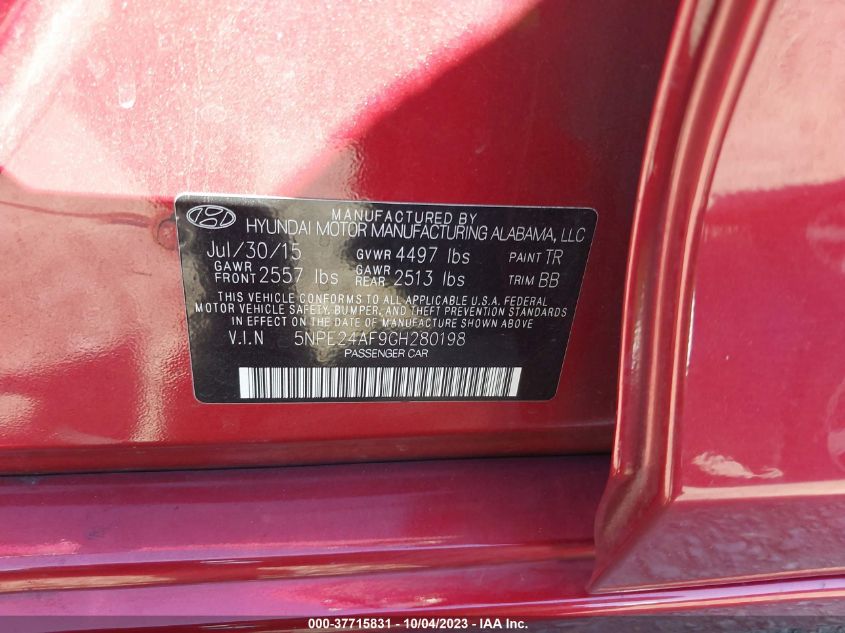 MANUFACTURED BY
HYUNDAI MOTOR MANUFACTURING ALABAMA, LLC
Jul/30/15 GVWR 4497 lbs PAINT TR
GAWR FRONT 2557 lbs GAWR REAR 2513 lbs TRIM BB
THIS VEHICLE CONFORMS TO ALL APPLICABLE U.S.A. FEDERAL
MOTOR VEHICLE SAFETY, BUMPER, AND THEFT PREVENTION STANDARDS
IN EFFECT ON THE DATE OF MANUFACTURE SHOWN ABOVE
V.I.N 5NPE24AF9GH280198
PASSENGER CAR
000-37715831 - 10/04/2023 - IAA Inc.